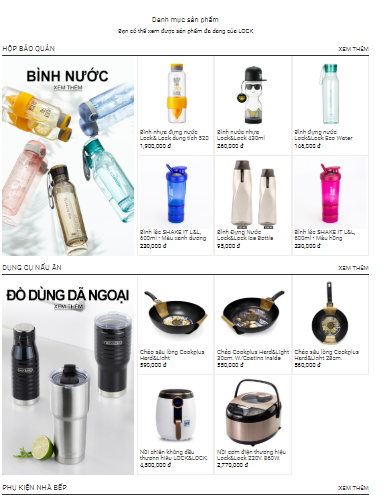 Danh mục sản phẩm
Bạn có thể xem được sản phẩm đa dạng của LOCK
HỘP BẢO QUẢN
XEM THÊM
BÌNH NƯỚC
XEM THÊM
Bình nhựa đựng nước
Lock&Lock dung tích 520
1,900,000 đ
Bình nước nhựa
Lock&Lock 430ml
260,000 đ
Bình đựng nước
Lock&Lock Eco Water
146,000 đ
Bình lắc SHAKE IT L&L,
600ml - Màu xanh dương
230,000 đ
Bình Đựng Nước
Lock&Lock Ice Bottle
95,000 đ
Bình lắc SHAKE IT L&L,
600ml - Màu hồng
230,000 đ
DỤNG CỤ NẤU ĂN
XEM THÊM
ĐỒ DÙNG DÃ NGOẠI
XEM THÊM
Chảo sâu lòng Cookplus
Hard&Light
590,000 đ
Chảo Cookplus Hard&Light
30cm, W/Coating Inside
550,000 đ
Chảo sâu lòng Cookplus
Hard&Light 28cm,
560,000 đ
Nồi chiên không dầu
thương hiệu LOCK&LOCK,
4,500,000 đ
Nồi cơm điện thương hiệu
Lock&Lock 220V, 860W,
2,770,000 đ
PHỤ KIỆN NHÀ BẾP
XEM THÊM